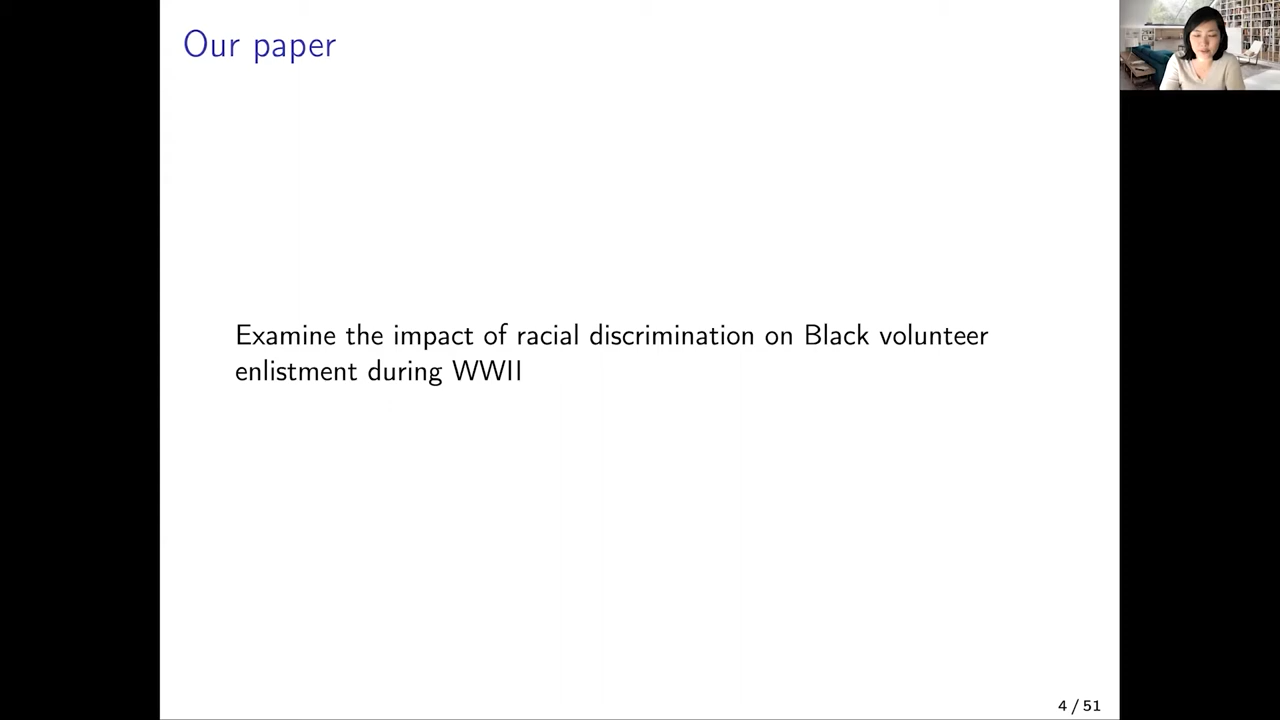 Our paper
Examine the impact of racial discrimination on Black volunteer
enlistment during WWII
4 / 51